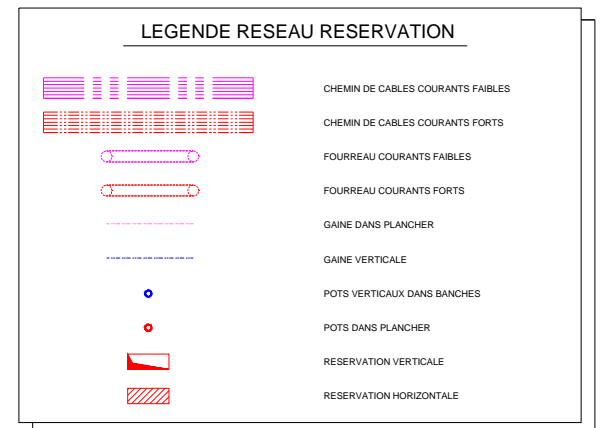 LEGENDE RESEAU RESERVATION
CHEMIN DE CABLES COURANTS FAIBLES
CHEMIN DE CABLES COURANTS FORTS
FOURREAU COURANTS FAIBLES
FOURREAU COURANTS FORTS
GAINE DANS PLANCHER
GAINE VERTICALE
POTS VERTICAUX DANS BANCHES
POTS DANS PLANCHER
RESERVATION VERTICALE
RESERVATION HORIZONTALE